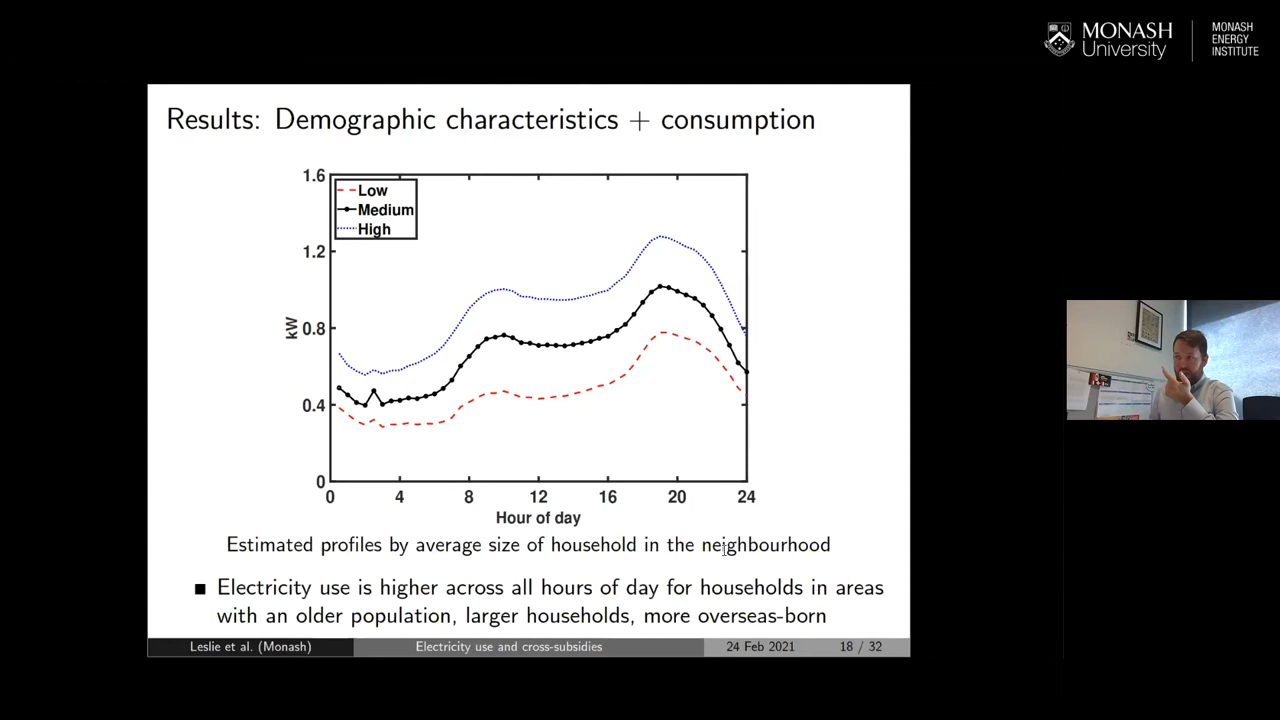 MONASH
University
MONASH
ENERGY
INSTITUTE
Results: Demographic characteristics + consumption
1.6
1.2
0.8
0.4
0
kW
Low
Medium
High
0 4 8 12 16 20 24
Hour of day
Estimated profiles by average size of household in the neighbourhood
Electricity use is higher across all hours of day for households in areas
with an older population, larger households, more overseas-born
Leslie et al. (Monash) Electricity use and cross-subsidies 24 Feb 2021 18 / 32